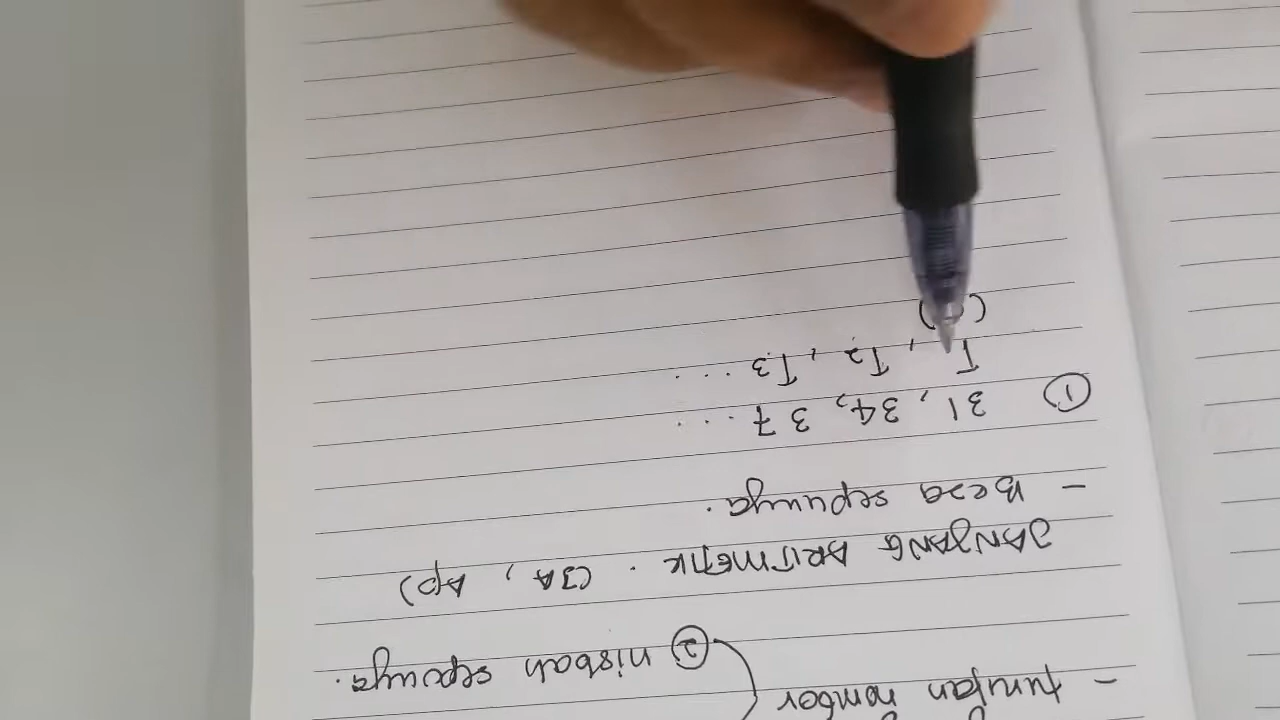 - turutan nombor
② nisbah sepunya.
JANJANG ARITMETIK. (JA, AP)
- Beza sepunya.
① 31, 34, 37 ...
T, T2, T3 ....
( )